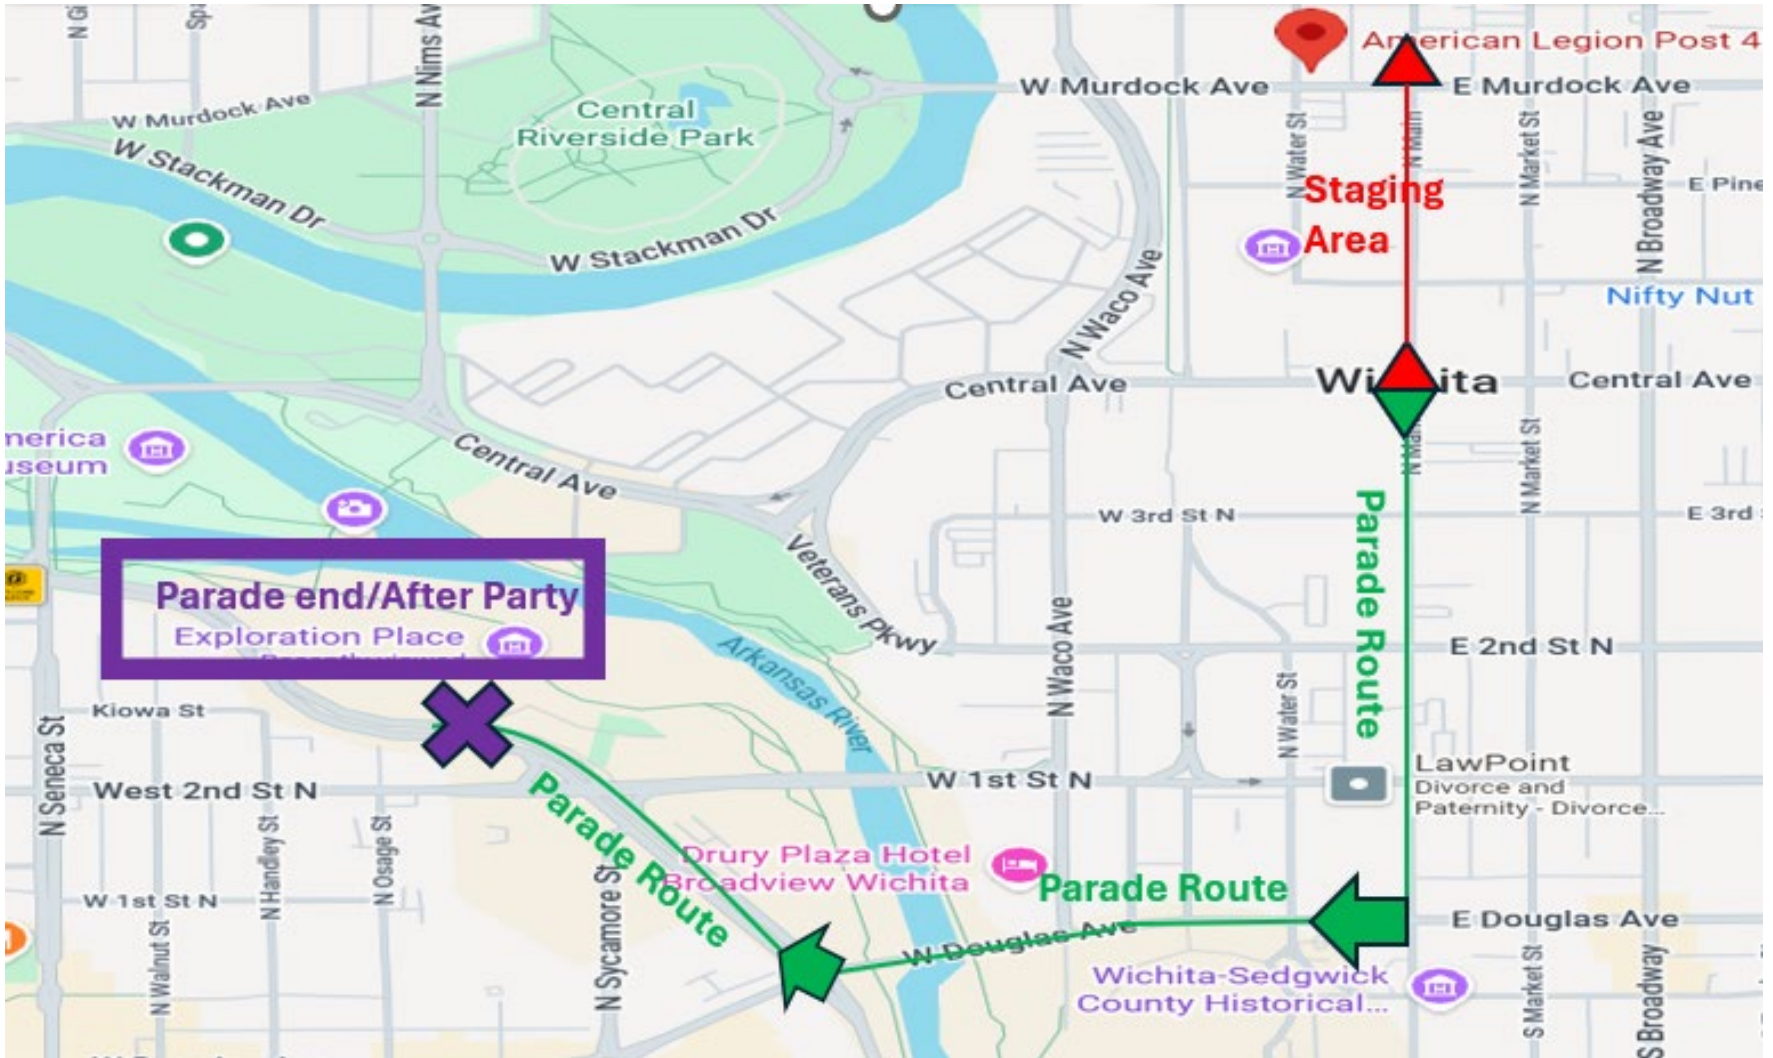 N Nims Av
American Legion Post 4
W Murdock Ave
E Murdock Ave
W Murdock Ave
Central
Riverside Park
N Main
N Water St
N Market St
N Broadway Ave
W Stackman Dr
W Stackman Dr
E Pine
Staging
Area
N Waco Ave
Nifty Nut
Central Ave
Central Ave
merica
useum
Central Ave
N Market St
Parade Route
W 3rd St N
E 3rd
Veterans Pkwy
Parade end/After Party
Exploration Place
Arkansas River
N Waco Ave
E 2nd St N
N Water St
Kiowa St
N Seneca St
West 2nd St N
W 1st St N
LawPoint
Divorce and
Paternity - Divorce...
Parade Route
N Handley St
N Osage St
N Sycamore St
Drury Plaza Hotel
Broadview Wichita
Parade Route
W 1st St N
N Walnut St
W Douglas Ave
E Douglas Ave
Wichita-Sedgwick
County Historical...
S Market St
S Broadway